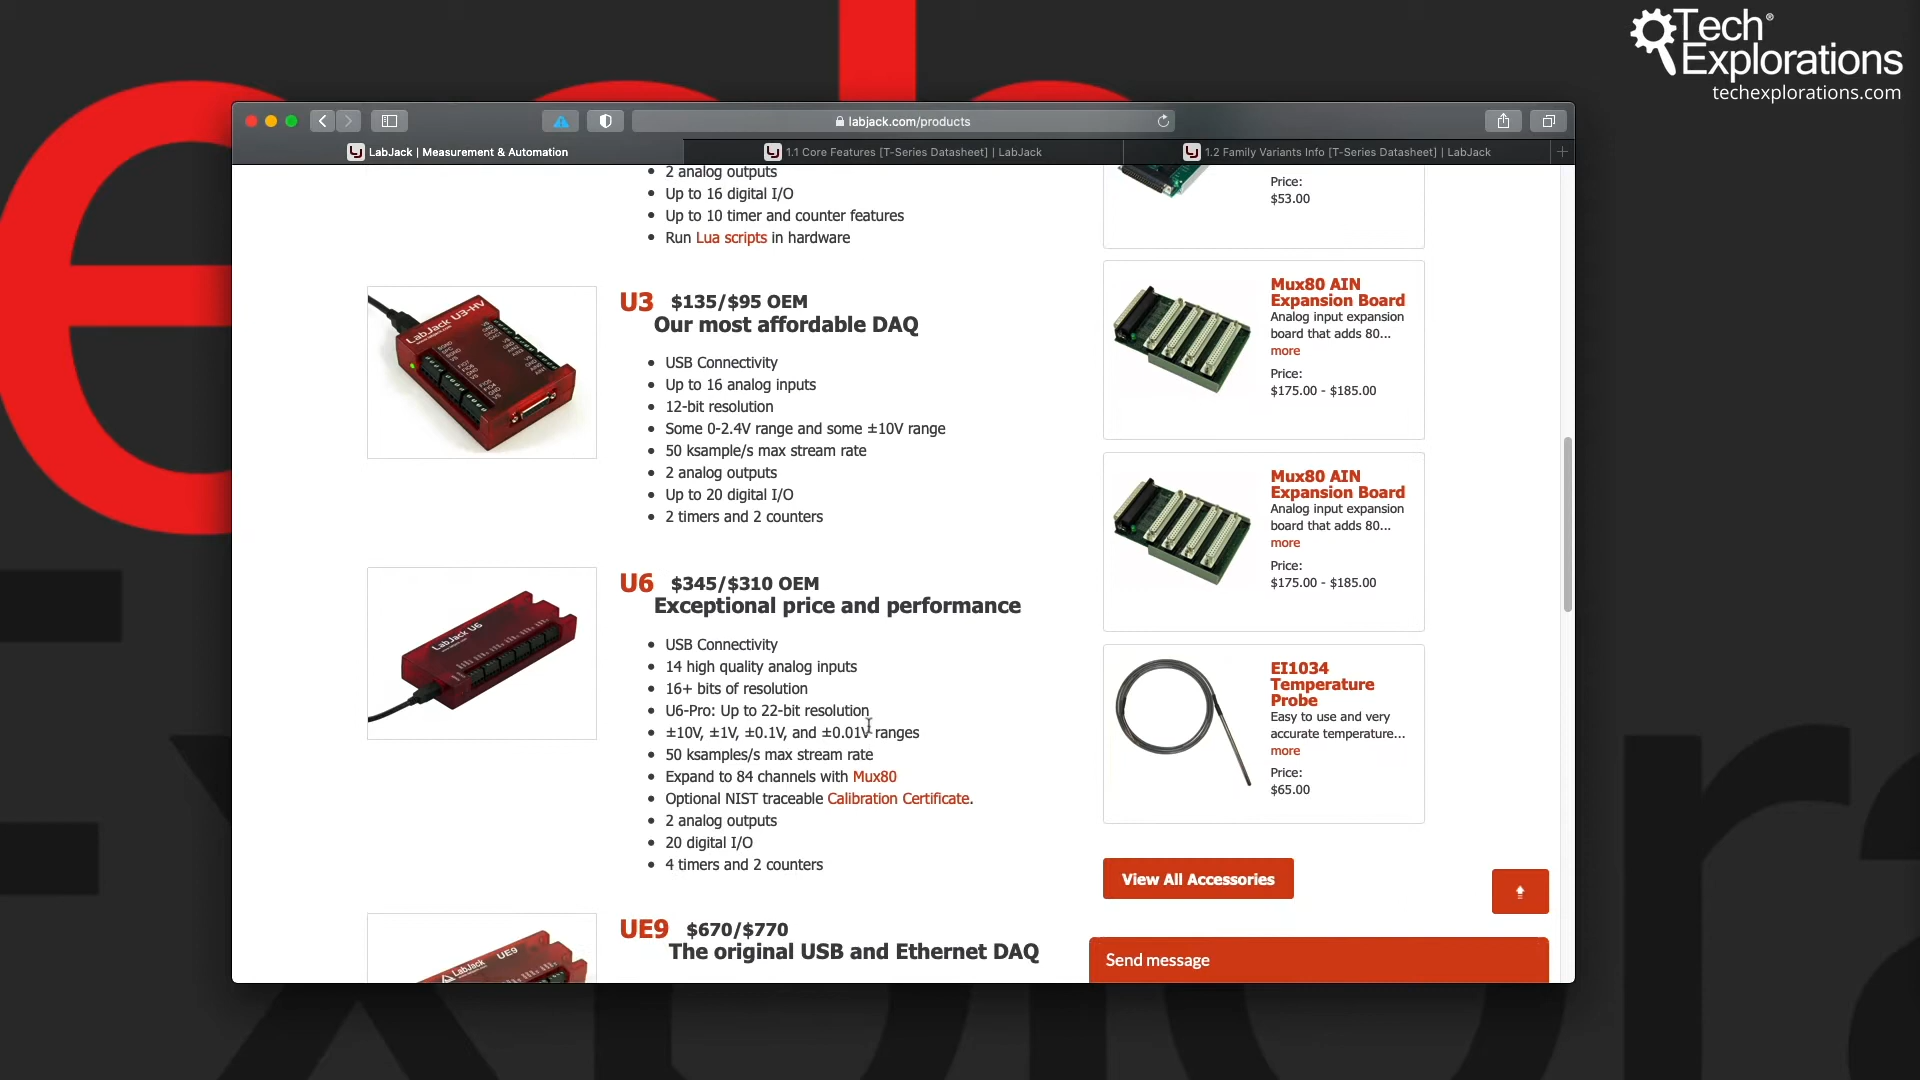 Tech®
Explorations
techexplorations.com
labjack.com/products
LabJack | Measurement & Automation
1.1 Core Features [T-Series Datasheet] | LabJack
1.2 Family Variants Info [T-Series Datasheet] | LabJack
2 analog outputs
Up to 16 digital I/O
Up to 10 timer and counter features
Run Lua scripts in hardware
LabJack U3-HV
U3 $135/$95 OEM
Our most affordable DAQ
USB Connectivity
Up to 16 analog inputs
12-bit resolution
Some 0-2.4V range and some ±10V range
50 ksample/s max stream rate
2 analog outputs
Up to 20 digital I/O
2 timers and 2 counters
LabJack U6
U6 $345/$310 OEM
Exceptional price and performance
USB Connectivity
14 high quality analog inputs
16+ bits of resolution
U6-Pro: Up to 22-bit resolution
±10V, ±1V, ±0.1V, and ±0.01V ranges
50 ksamples/s max stream rate
Expand to 84 channels with Mux80
Optional NIST traceable Calibration Certificate.
2 analog outputs
20 digital I/O
4 timers and 2 counters
LabJack UE9
UE9 $670/$770
The original USB and Ethernet DAQ
Price:
$53.00
Mux80 AIN
Expansion Board
Analog input expansion
board that adds 80...
more
Price:
$175.00 - $185.00
Mux80 AIN
Expansion Board
Analog input expansion
board that adds 80...
more
Price:
$175.00 - $185.00
EI1034
Temperature
Probe
Easy to use and very
accurate temperature...
more
Price:
$65.00
View All Accessories
Send message